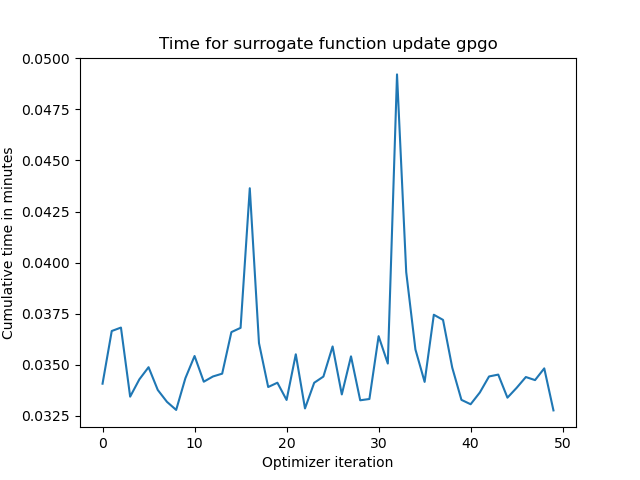 Time for surrogate function update gpgo
Cumulative time in minutes
0.0500
0.0475
0.0450
0.0425
0.0400
0.0375
0.0350
0.0325
0 10 20 30 40 50
Optimizer iteration